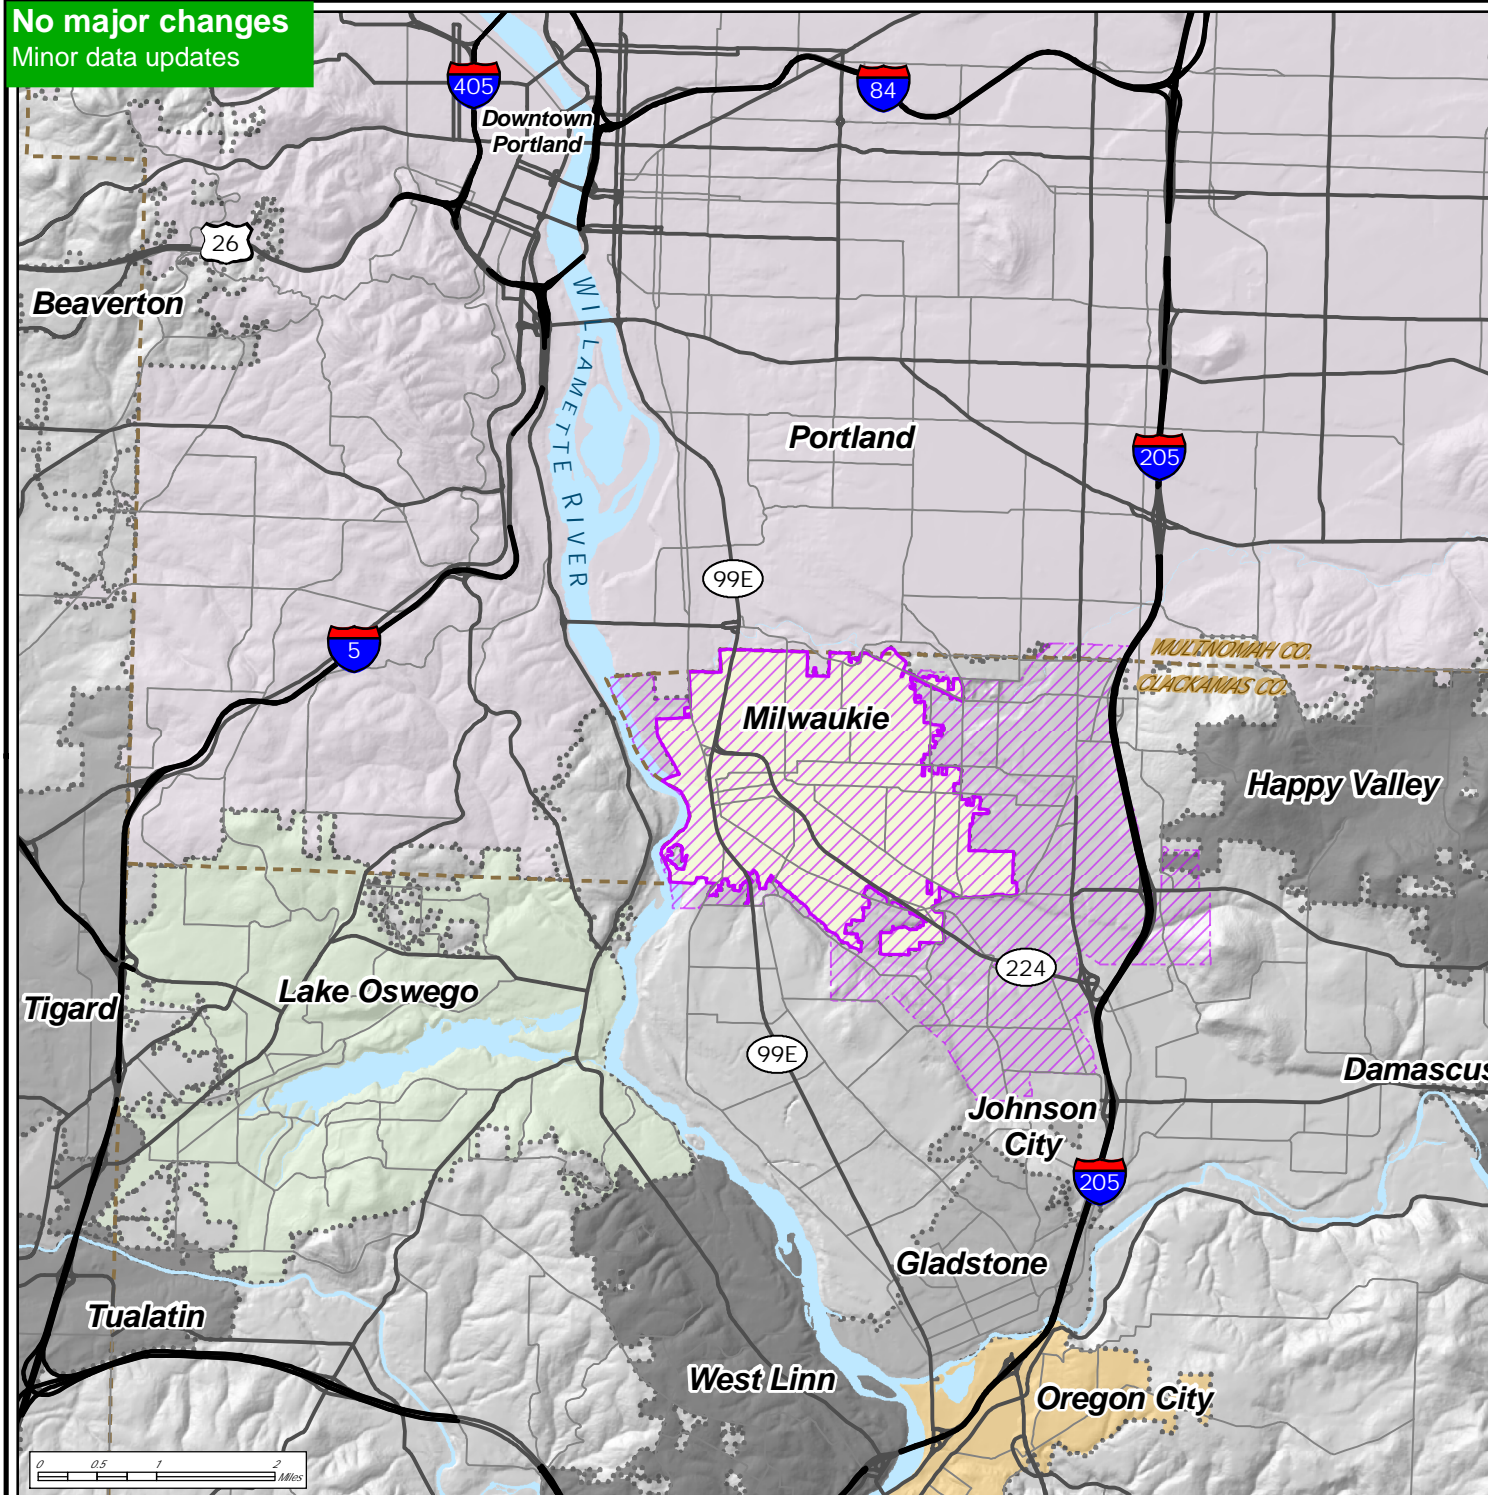 No major changes
Minor data updates
405
84
Downtown
Portland
26
Beaverton
WILLAMETTE RIVER
Portland
205
99E
5
MULTNOMAH CO.
CLACKAMAS CO.
Milwaukie
Happy Valley
224
Lake Oswego
Tigard
99E
Damascus
Johnson
City
205
Gladstone
Tualatin
West Linn
Oregon City
0 0.5 1 2
Miles